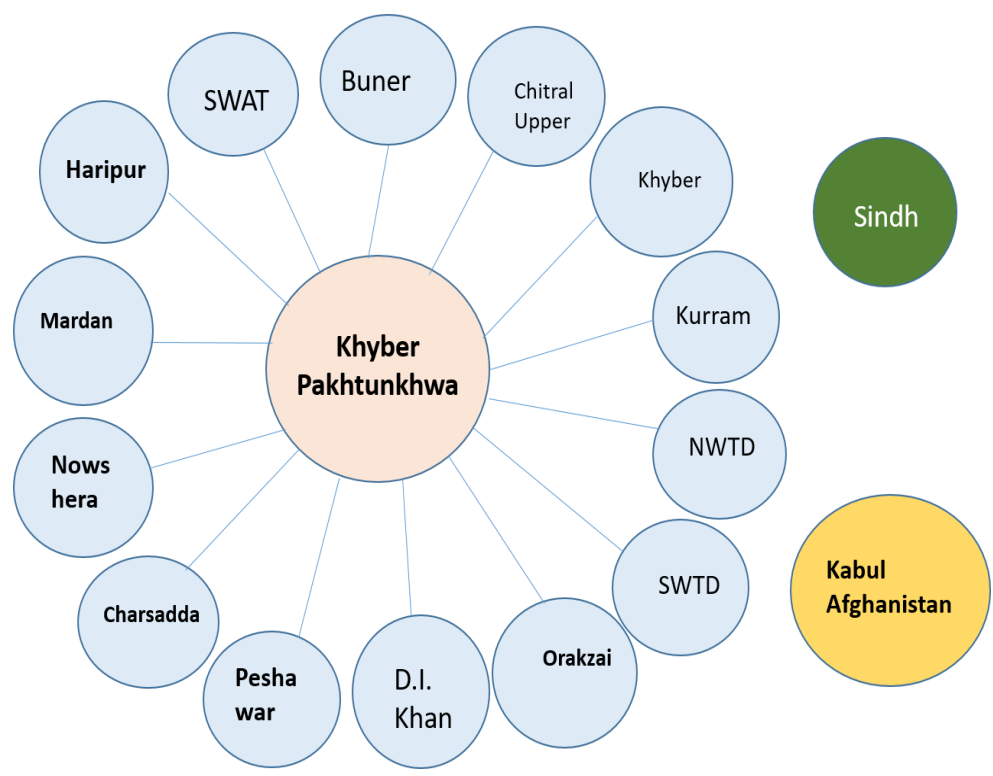 Buner
SWAT
Chitral
Upper
Haripur
Khyber
Sindh
Mardan
Kurram
Khyber
Pakhtunkhwa
NWTD
Nows
hera
Kabul
Afghanistan
SWTD
Charsadda
Orakzai
Pesha
war
D.I.
Khan